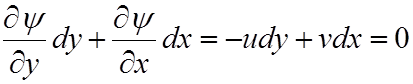 ∂ψ/∂y dy + ∂ψ/∂x dx = −udy + vdx = 0